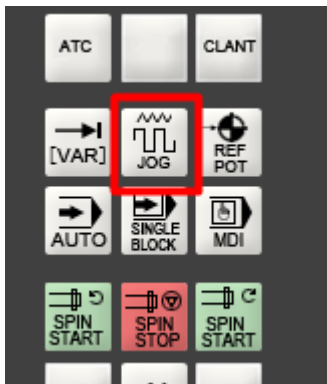 ATC
CLANT
[VAR]
JOG
REF
POT
AUTO
SINGLE
BLOCK
MDI
SPIN
START
SPIN
STOP
SPIN
START